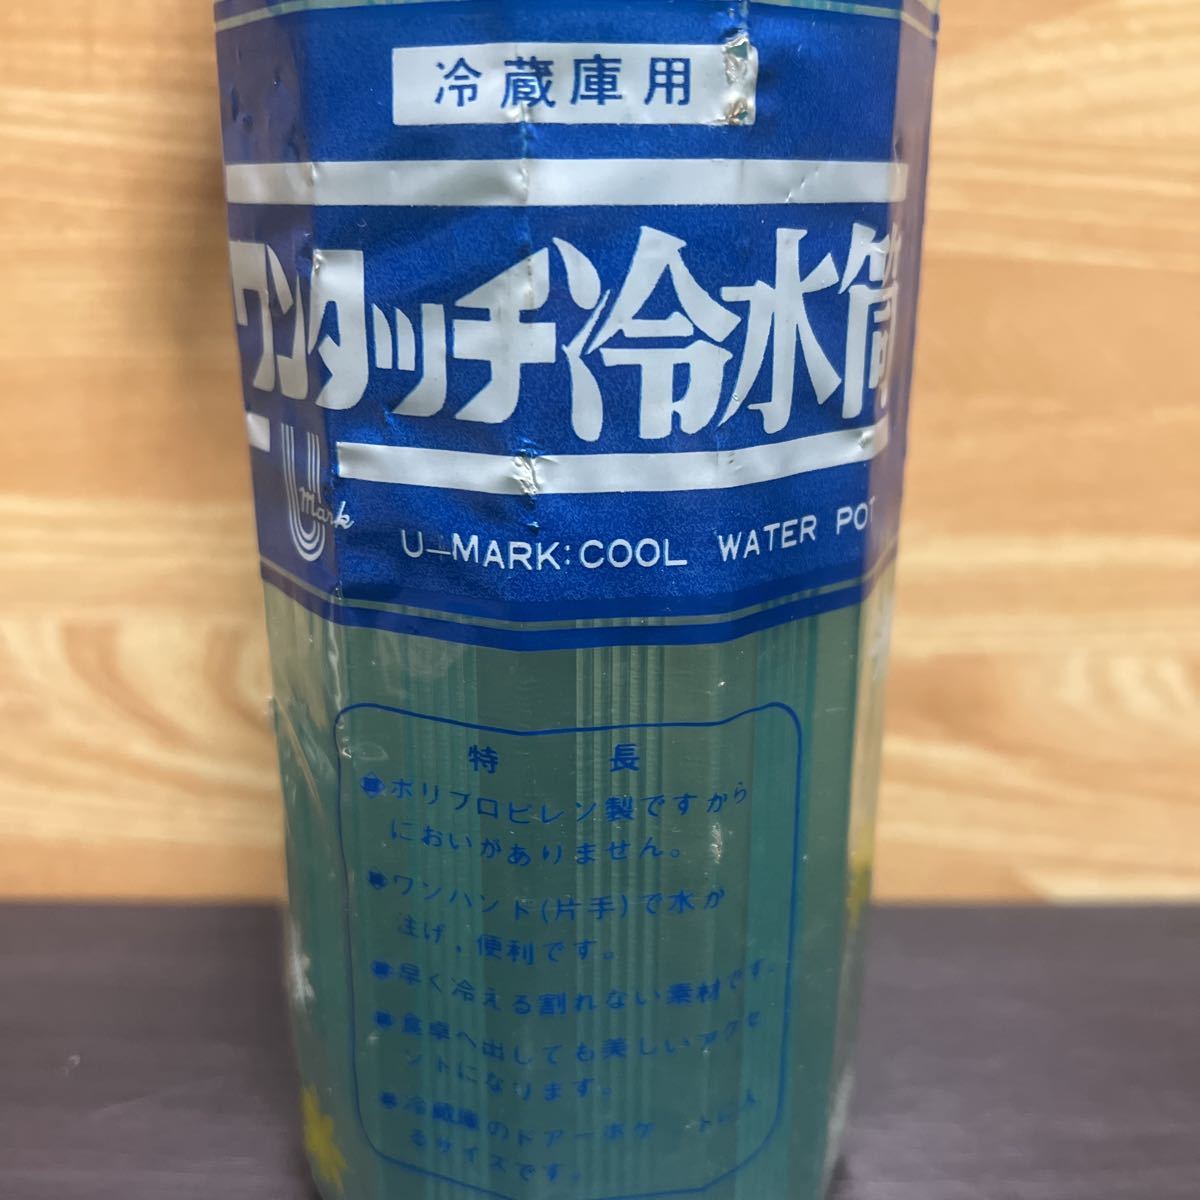 冷蔵庫用
ワンタッチ冷水筒
U mark
U-MARK: COOL WATER POT
特長
ポリプロピレン製ですから
においがありません。
ワンハンド(片手)で水が
注げ、便利です。
早く冷える割れない素材です。
食卓へ出しても美しいアクセ
ントになります。
冷蔵庫のドアーポケットに入
るサイズです。